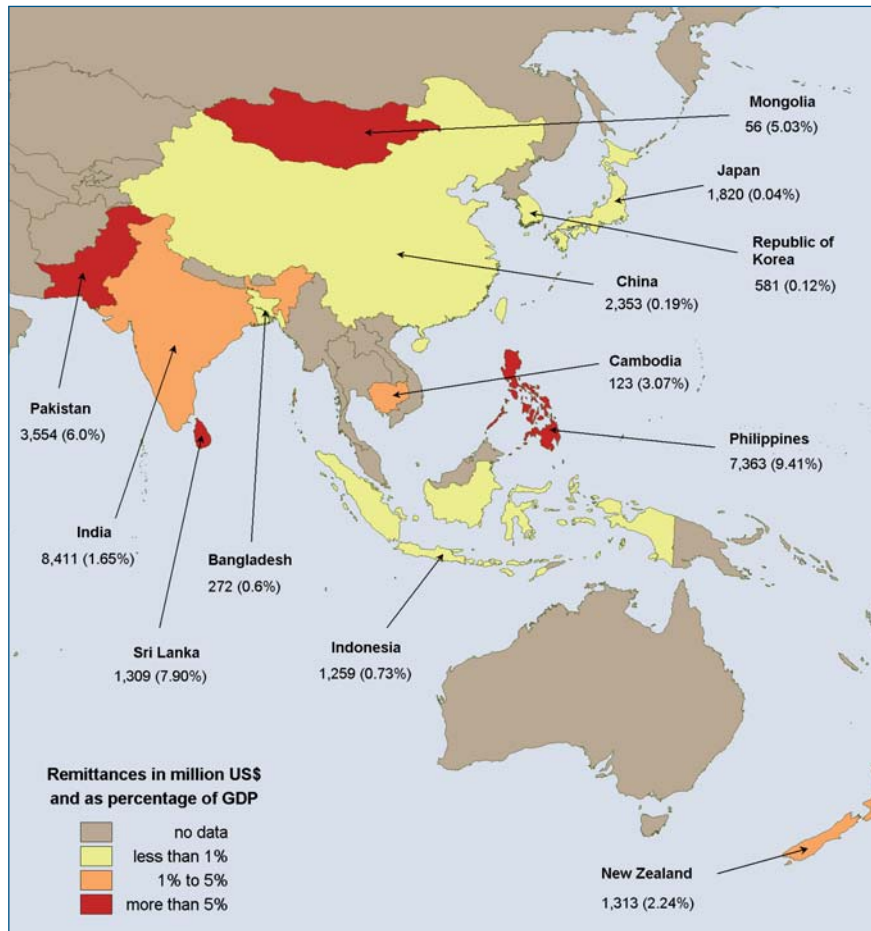 Mongolia
56 (5.03%)
Japan
1,820 (0.04%)
Republic of
Korea
581 (0.12%)
China
2,353 (0.19%)
Cambodia
123 (3.07%)
Pakistan
3,554 (6.0%)
Philippines
7,363 (9.41%)
India
8,411 (1.65%)
Bangladesh
272 (0.6%)
Sri Lanka
1,309 (7.90%)
Indonesia
1,259 (0.73%)
Remittances in million US$
and as percentage of GDP
no data
less than 1%
1% to 5%
more than 5%
New Zealand
1,313 (2.24%)